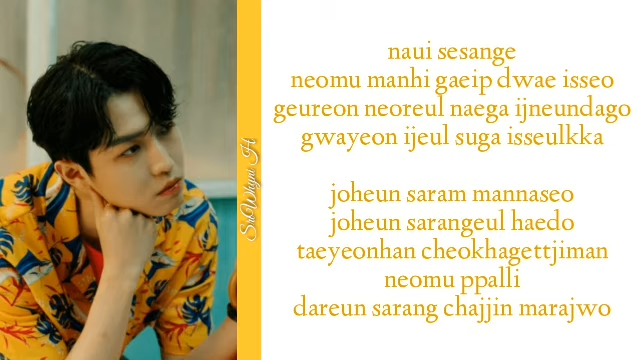 naui sesange
neomu manhi gaeip dwae isseo
geureon neoreul naega ijneundago
gwayeon ijeul suga isseulkka
joheun saram mannaseo
joheun sarangeul haedo
taeyeonhan cheokhagettjiman
neomu ppalli
dareun sarang chajjin marajwo